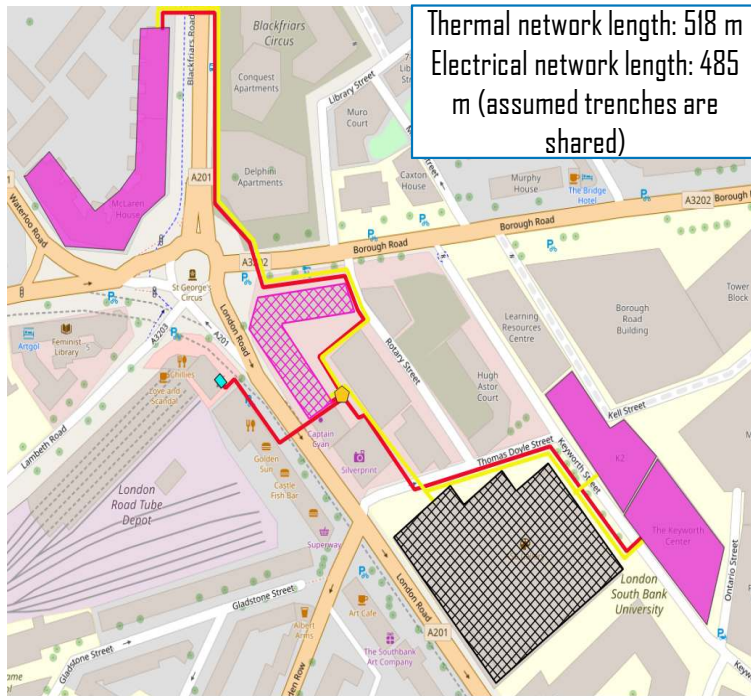 Thermal network length: 518 m
Electrical network length: 485
m (assumed trenches are
shared)
Blackfriars Road
Blackfriars
Circus
Conquest
Apartments
Library Street
Muro
Court
Delphini
Apartments
Caxton
House
Murphy
House
The Bridge
Hotel
A201
McLaren
House
Waterloo Road
A3202
Borough Road
A3202
Borough
Borough Road
St George's
Circus
London Road
A201
A3203
Feminist
Library
Artgol
Chillies
Love and
Scandal
Lambeth Road
Learning
Resources
Centre
Borough
Road
Building
Tower
Block
Rotary Street
Hugh
Astor
Court
Kell Street
Captain
Cyan
Silverprint
Golden
Sun
Castle
Fish Bar
Superway
London
Road Tube
Depot
Thomas Doyle Street
Keyworth Street
K2
The Keyworth
Center
London
South Bank
University
Ontario Street
London Road
A201
Gladstone Street
Gladstone Street
Albert
Arms
Art Cafe
The Southbank
Art Company